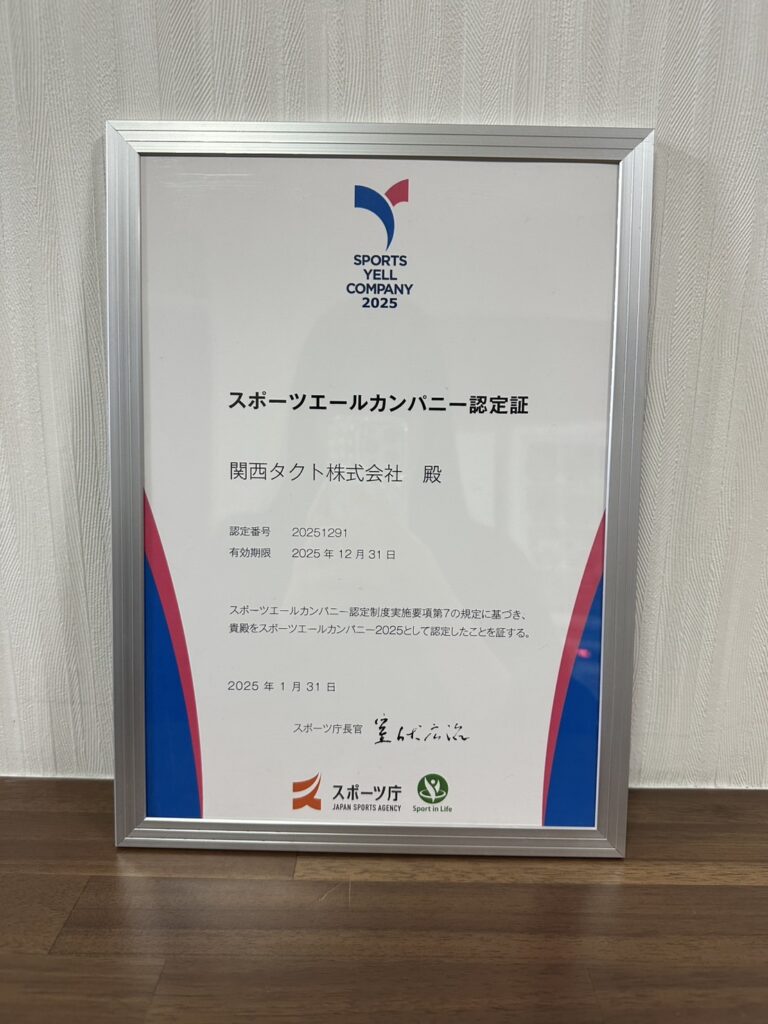 SPORTS
YELL
COMPANY
2025
スポーツエールカンパニー認定証
関西タクト株式会社　殿
認定番号　20251291
有効期限　2025 年 12 月 31 日
スポーツエールカンパニー認定制度実施要項第7の規定に基づき、
貴殿をスポーツエールカンパニー2025として認定したことを証する。
2025 年 1 月 31 日
スポーツ庁長官　室伏広治
スポーツ庁
JAPAN SPORTS AGENCY
Sport in Life